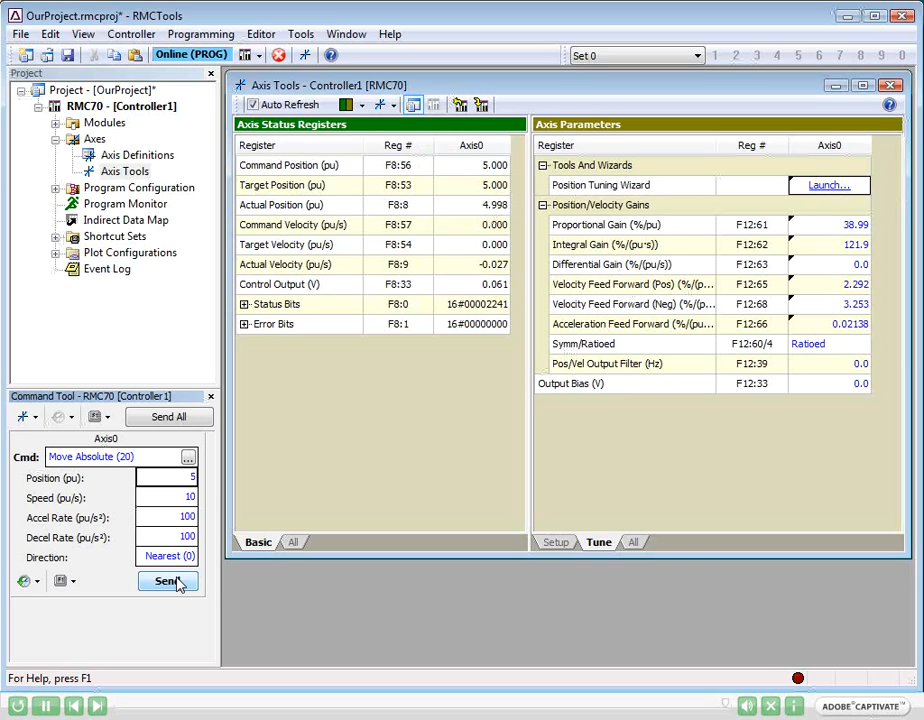 OurProject.rmcproj* - RMCTools
File Edit View Controller Programming Editor Tools Window Help
Online (PROG) Set 0 1 2 3 4 5 6 7 8 9 0
Project
Project - [OurProject]*
RMC70 - [Controller1]
Modules
Axes
Axis Definitions
Axis Tools
Program Configuration
Program Monitor
Indirect Data Map
Shortcut Sets
Plot Configurations
Event Log
Command Tool - RMC70 [Controller1]
Send All
Axis0
Cmd: Move Absolute (20) ...
Position (pu): 5
Speed (pu/s): 10
Accel Rate (pu/s²): 100
Decel Rate (pu/s²): 100
Direction: Nearest (0)
Send
Axis Tools - Controller1 [RMC70]
Auto Refresh
Axis Status Registers
Register Reg # Axis0
Command Position (pu) F8:56 5.000
Target Position (pu) F8:53 5.000
Actual Position (pu) F8:8 4.998
Command Velocity (pu/s) F8:57 0.000
Target Velocity (pu/s) F8:54 0.000
Actual Velocity (pu/s) F8:9 -0.027
Control Output (V) F8:33 0.061
Status Bits F8:0 16#00002241
Error Bits F8:1 16#00000000
Basic All
Axis Parameters
Register Reg # Axis0
Tools And Wizards
Position Tuning Wizard Launch...
Position/Velocity Gains
Proportional Gain (%/pu) F12:61 38.99
Integral Gain (%/(pu·s)) F12:62 121.9
Differential Gain (%/(pu/s)) F12:63 0.0
Velocity Feed Forward (Pos) (%/(p... F12:65 2.292
Velocity Feed Forward (Neg) (%/(p... F12:68 3.253
Acceleration Feed Forward (%/(pu... F12:66 0.02138
Symm/Ratioed F12:60/4 Ratioed
Pos/Vel Output Filter (Hz) F12:39 0.0
Output Bias (V) F12:33 0.0
Setup Tune All
For Help, press F1
ADOBE® CAPTIVATE™